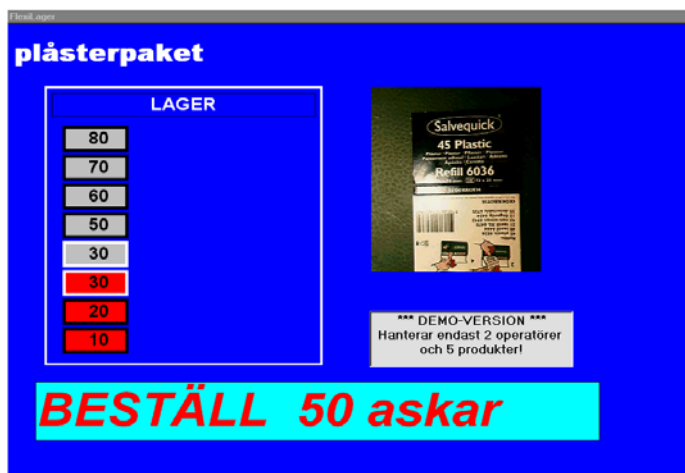 FlexiLager
plåsterpaket
LAGER
80
70
60
50
30
30
20
10
Salvequick
45 Plastic
Refill 6036
*** DEMO-VERSION ***
Hanterar endast 2 operatörer
och 5 produkter!
BESTÄLL 50 askar